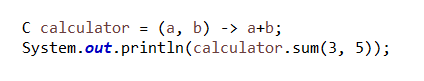 C calculator = (a, b) -> a+b;
System.out.println(calculator.sum(3, 5));